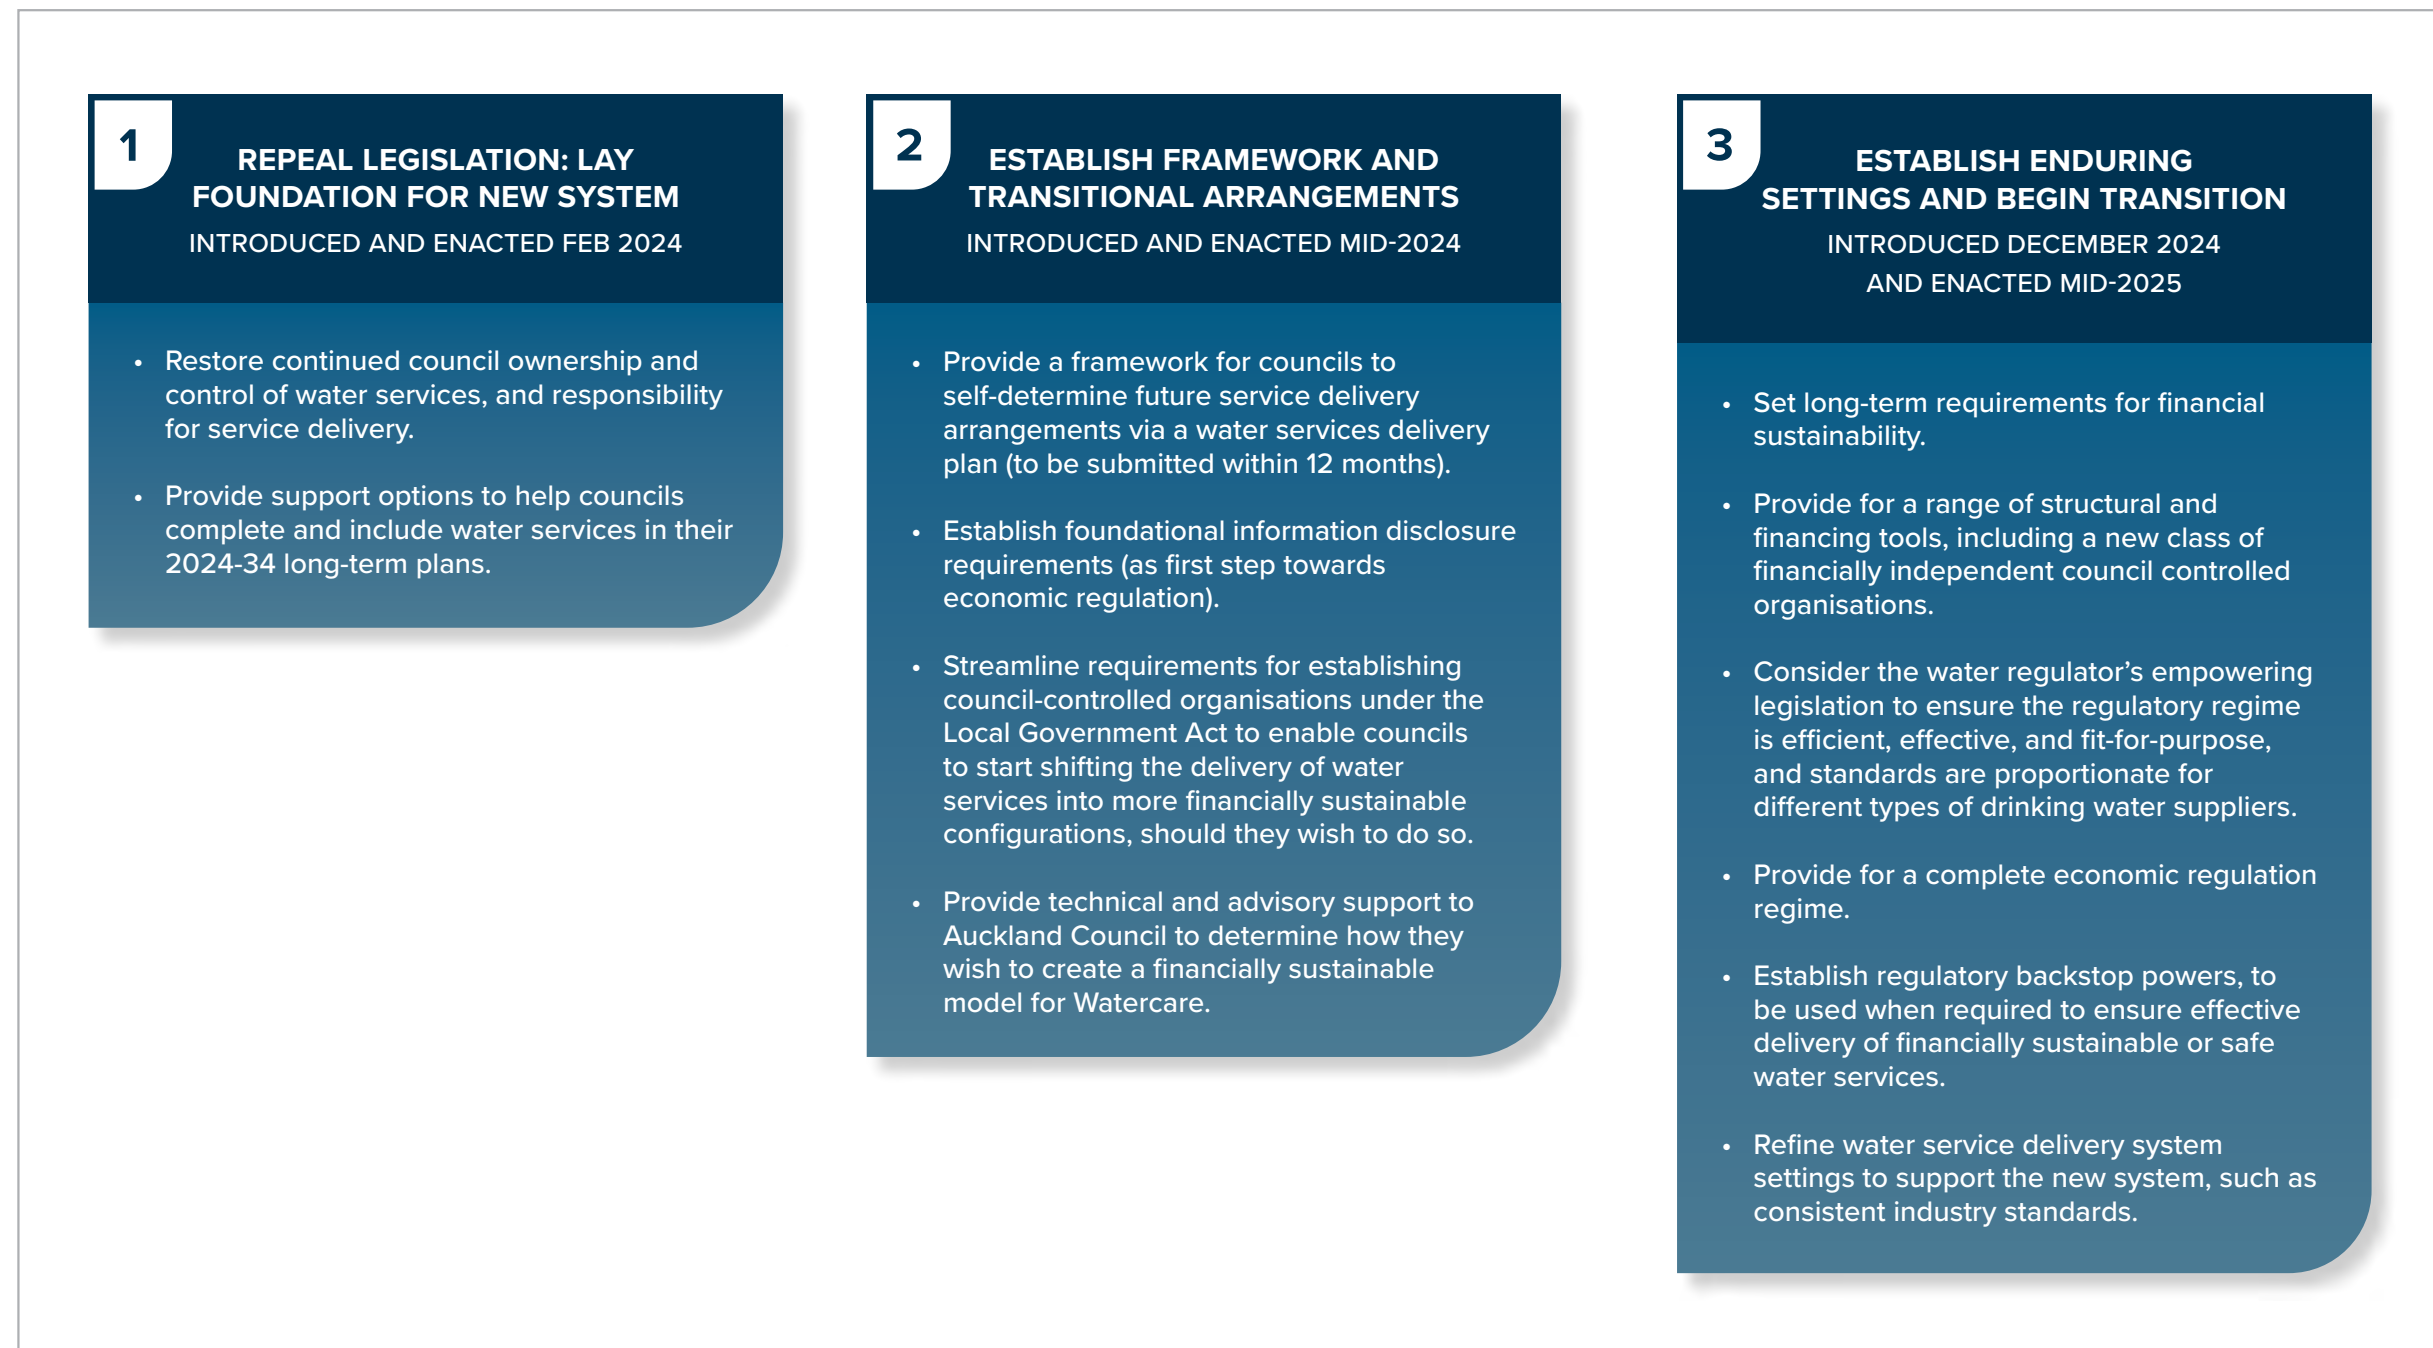 1
REPEAL LEGISLATION: LAY
FOUNDATION FOR NEW SYSTEM
INTRODUCED AND ENACTED FEB 2024
• Restore continued council ownership and
control of water services, and responsibility
for service delivery.
• Provide support options to help councils
complete and include water services in their
2024-34 long-term plans.
2
ESTABLISH FRAMEWORK AND
TRANSITIONAL ARRANGEMENTS
INTRODUCED AND ENACTED MID-2024
• Provide a framework for councils to
self-determine future service delivery
arrangements via a water services delivery
plan (to be submitted within 12 months).
• Establish foundational information disclosure
requirements (as first step towards
economic regulation).
• Streamline requirements for establishing
council-controlled organisations under the
Local Government Act to enable councils
to start shifting the delivery of water
services into more financially sustainable
configurations, should they wish to do so.
• Provide technical and advisory support to
Auckland Council to determine how they
wish to create a financially sustainable
model for Watercare.
3
ESTABLISH ENDURING
SETTINGS AND BEGIN TRANSITION
INTRODUCED DECEMBER 2024
AND ENACTED MID-2025
• Set long-term requirements for financial
sustainability.
• Provide for a range of structural and
financing tools, including a new class of
financially independent council controlled
organisations.
• Consider the water regulator’s empowering
legislation to ensure the regulatory regime
is efficient, effective, and fit-for-purpose,
and standards are proportionate for
different types of drinking water suppliers.
• Provide for a complete economic regulation
regime.
• Establish regulatory backstop powers, to
be used when required to ensure effective
delivery of financially sustainable or safe
water services.
• Refine water service delivery system
settings to support the new system, such as
consistent industry standards.